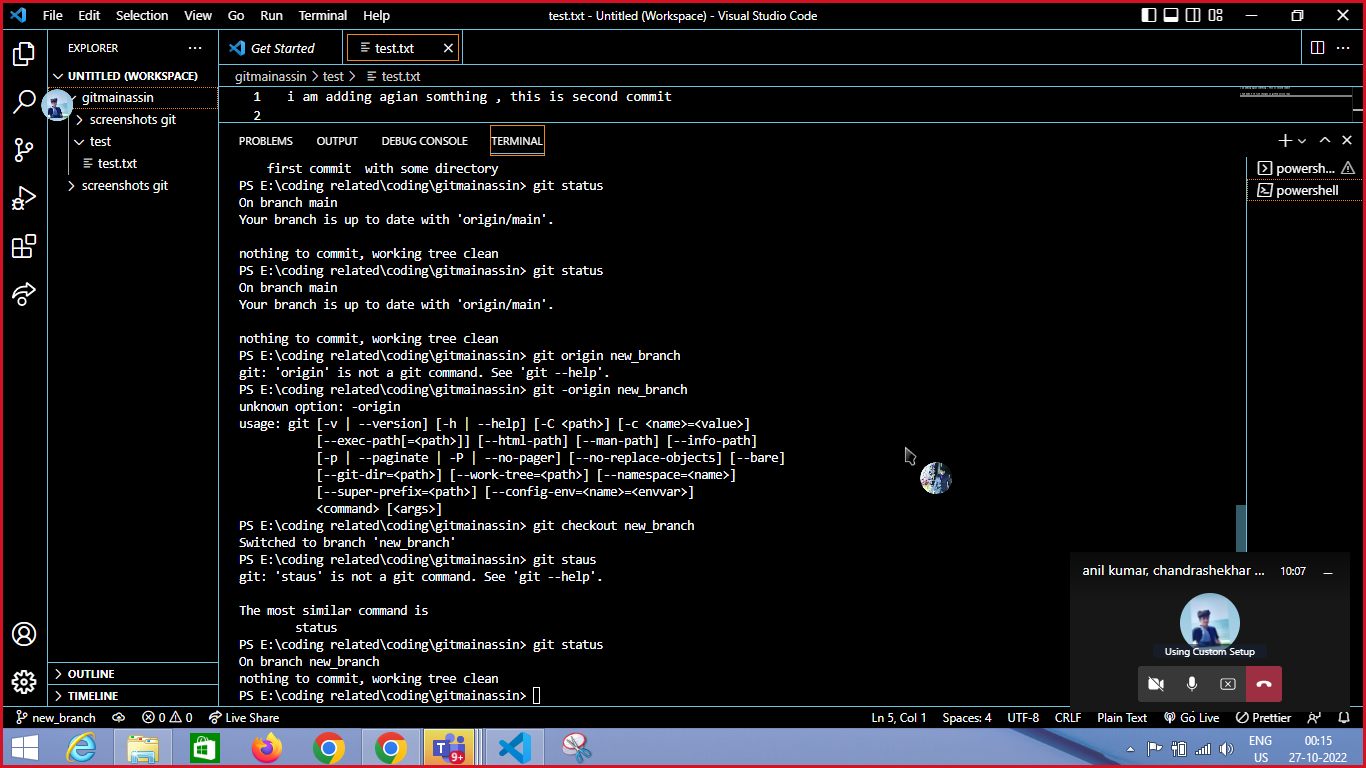 File Edit Selection View Go Run Terminal Help
test.txt - Untitled (Workspace) - Visual Studio Code
EXPLORER
UNTITLED (WORKSPACE)
gitmainassin
screenshots git
test
test.txt
screenshots git
OUTLINE
TIMELINE
Get Started
test.txt
gitmainassin > test > test.txt
1 i am adding agian somthing , this is second commit
2
PROBLEMS OUTPUT DEBUG CONSOLE TERMINAL
first commit  with some directory
PS E:\coding related\coding\gitmainassin> git status
On branch main
Your branch is up to date with 'origin/main'.
nothing to commit, working tree clean
PS E:\coding related\coding\gitmainassin> git status
On branch main
Your branch is up to date with 'origin/main'.
nothing to commit, working tree clean
PS E:\coding related\coding\gitmainassin> git origin new_branch
git: 'origin' is not a git command. See 'git --help'.
PS E:\coding related\coding\gitmainassin> git -origin new_branch
unknown option: -origin
usage: git [-v | --version] [-h | --help] [-C <path>] [-c <name>=<value>]
[--exec-path[=<path>]] [--html-path] [--man-path] [--info-path]
[-p | --paginate | -P | --no-pager] [--no-replace-objects] [--bare]
[--git-dir=<path>] [--work-tree=<path>] [--namespace=<name>]
[--super-prefix=<path>] [--config-env=<name>=<envvar>]
<command> [<args>]
PS E:\coding related\coding\gitmainassin> git checkout new_branch
Switched to branch 'new_branch'
PS E:\coding related\coding\gitmainassin> git staus
git: 'staus' is not a git command. See 'git --help'.
The most similar command is
status
PS E:\coding related\coding\gitmainassin> git status
On branch new_branch
nothing to commit, working tree clean
PS E:\coding related\coding\gitmainassin>
powersh...
powershell
anil kumar, chandrashekhar ... 10:07
Using Custom Setup
new_branch 0 0 Live Share
Ln 5, Col 1 Spaces: 4 UTF-8 CRLF Plain Text Go Live Prettier
9+
ENG 00:15
US 27-10-2022